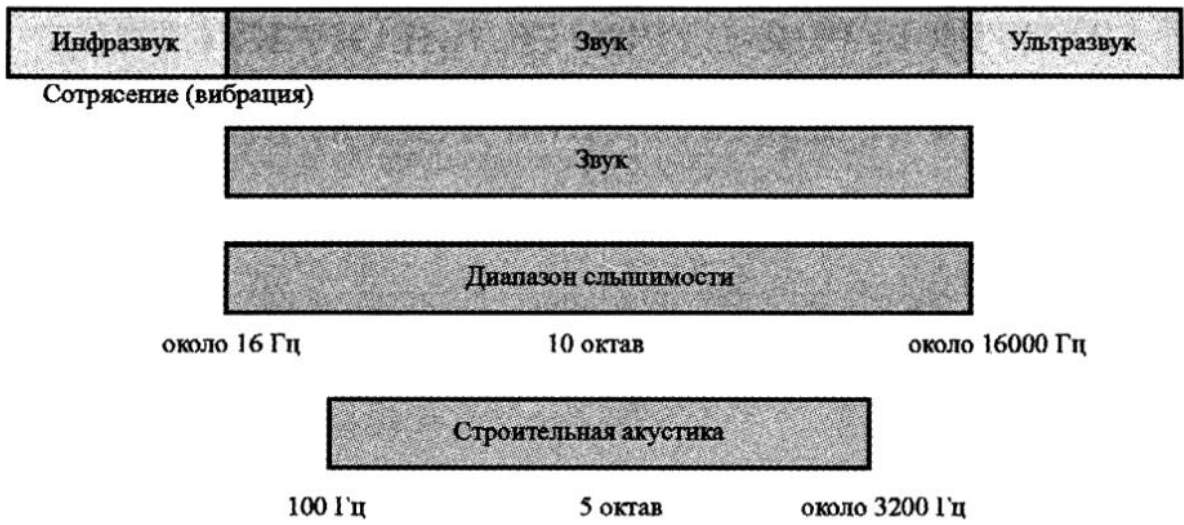 Инфразвук Звук Ультразвук
Сотрясение (вибрация)
Звук
Диапазон слышимости
около 16 Гц 10 октав около 16000 Гц
Строительная акустика
100 Гц 5 октав около 3200 Гц